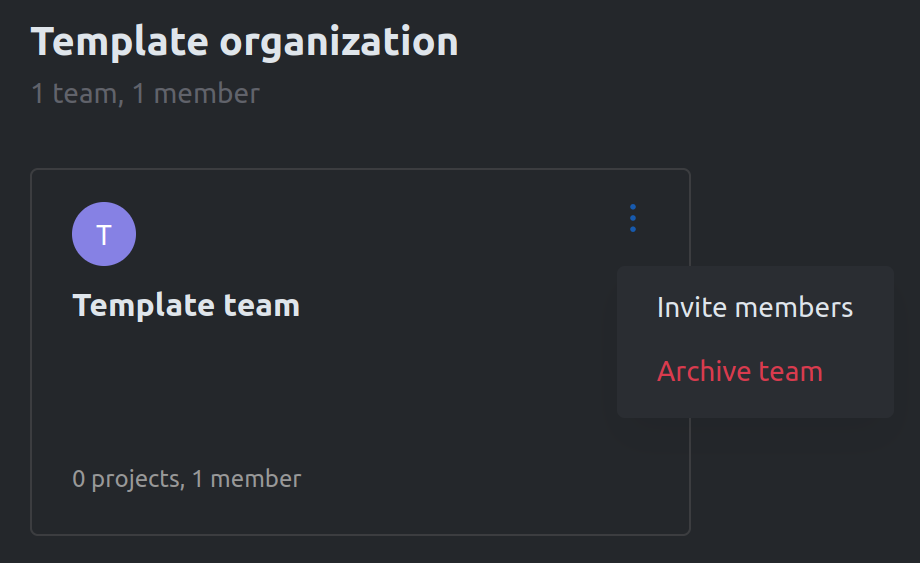 Template organization
1 team, 1 member
T
Template team
Invite members
Archive team
0 projects, 1 member